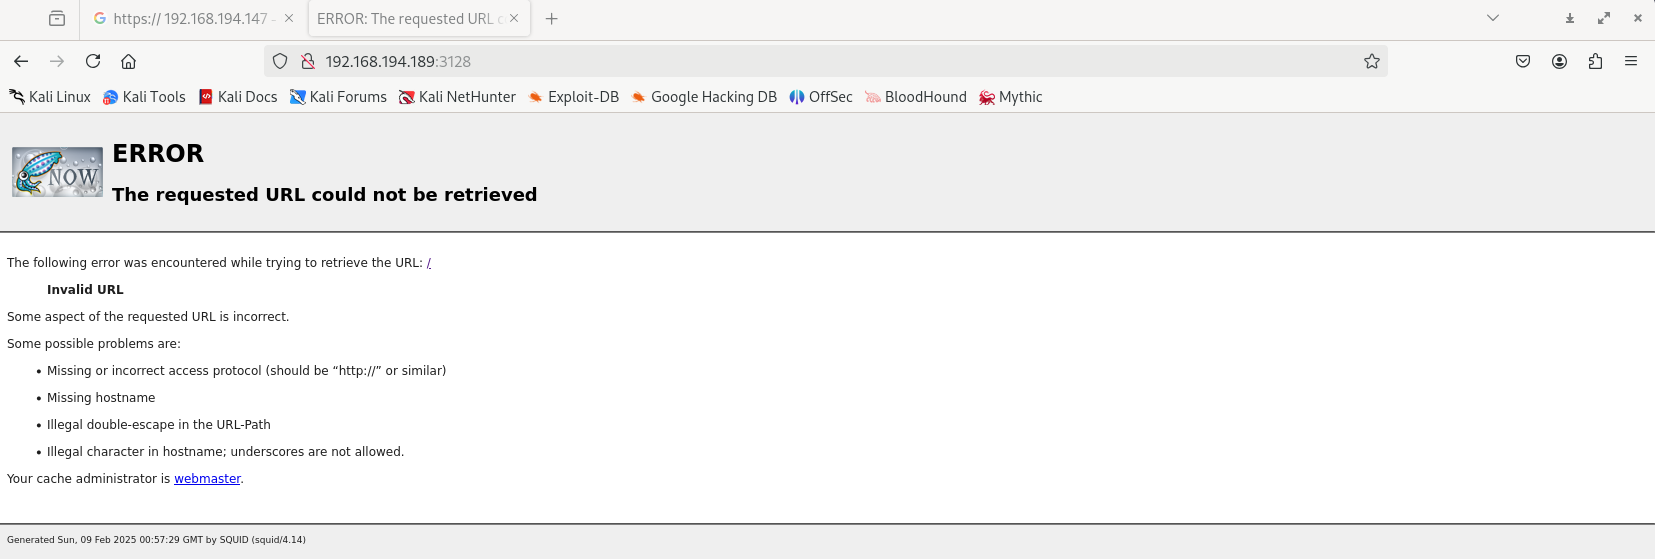 https:// 192.168.194.147 -
ERROR: The requested URL c
192.168.194.189:3128
Kali Linux Kali Tools Kali Docs Kali Forums Kali NetHunter Exploit-DB Google Hacking DB OffSec BloodHound Mythic
NOW
ERROR
The requested URL could not be retrieved
The following error was encountered while trying to retrieve the URL: /
Invalid URL
Some aspect of the requested URL is incorrect.
Some possible problems are:
• Missing or incorrect access protocol (should be “http://” or similar)
• Missing hostname
• Illegal double-escape in the URL-Path
• Illegal character in hostname; underscores are not allowed.
Your cache administrator is webmaster.
Generated Sun, 09 Feb 2025 00:57:29 GMT by SQUID (squid/4.14)